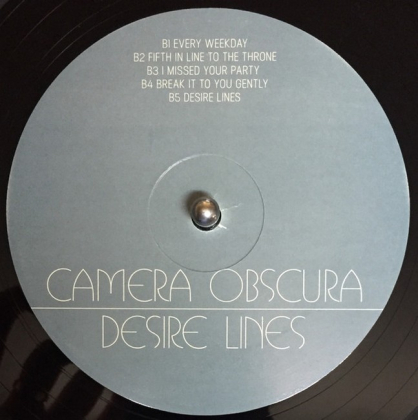 B1 EVERY WEEKDAY
B2 FIFTH IN LINE TO THE THRONE
B3 I MISSED YOUR PARTY
B4 BREAK IT TO YOU GENTLY
B5 DESIRE LINES
CAMERA OBSCURA
DESIRE LINES